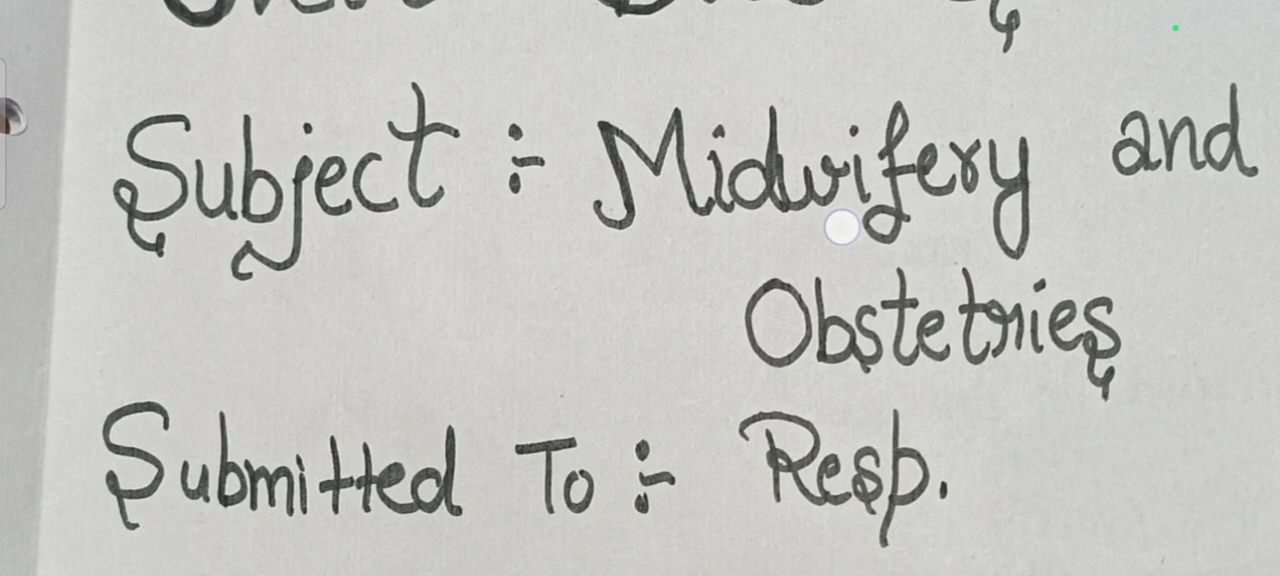 Subject :- Midwifery and
Obstetries
Submitted To :- Resp.